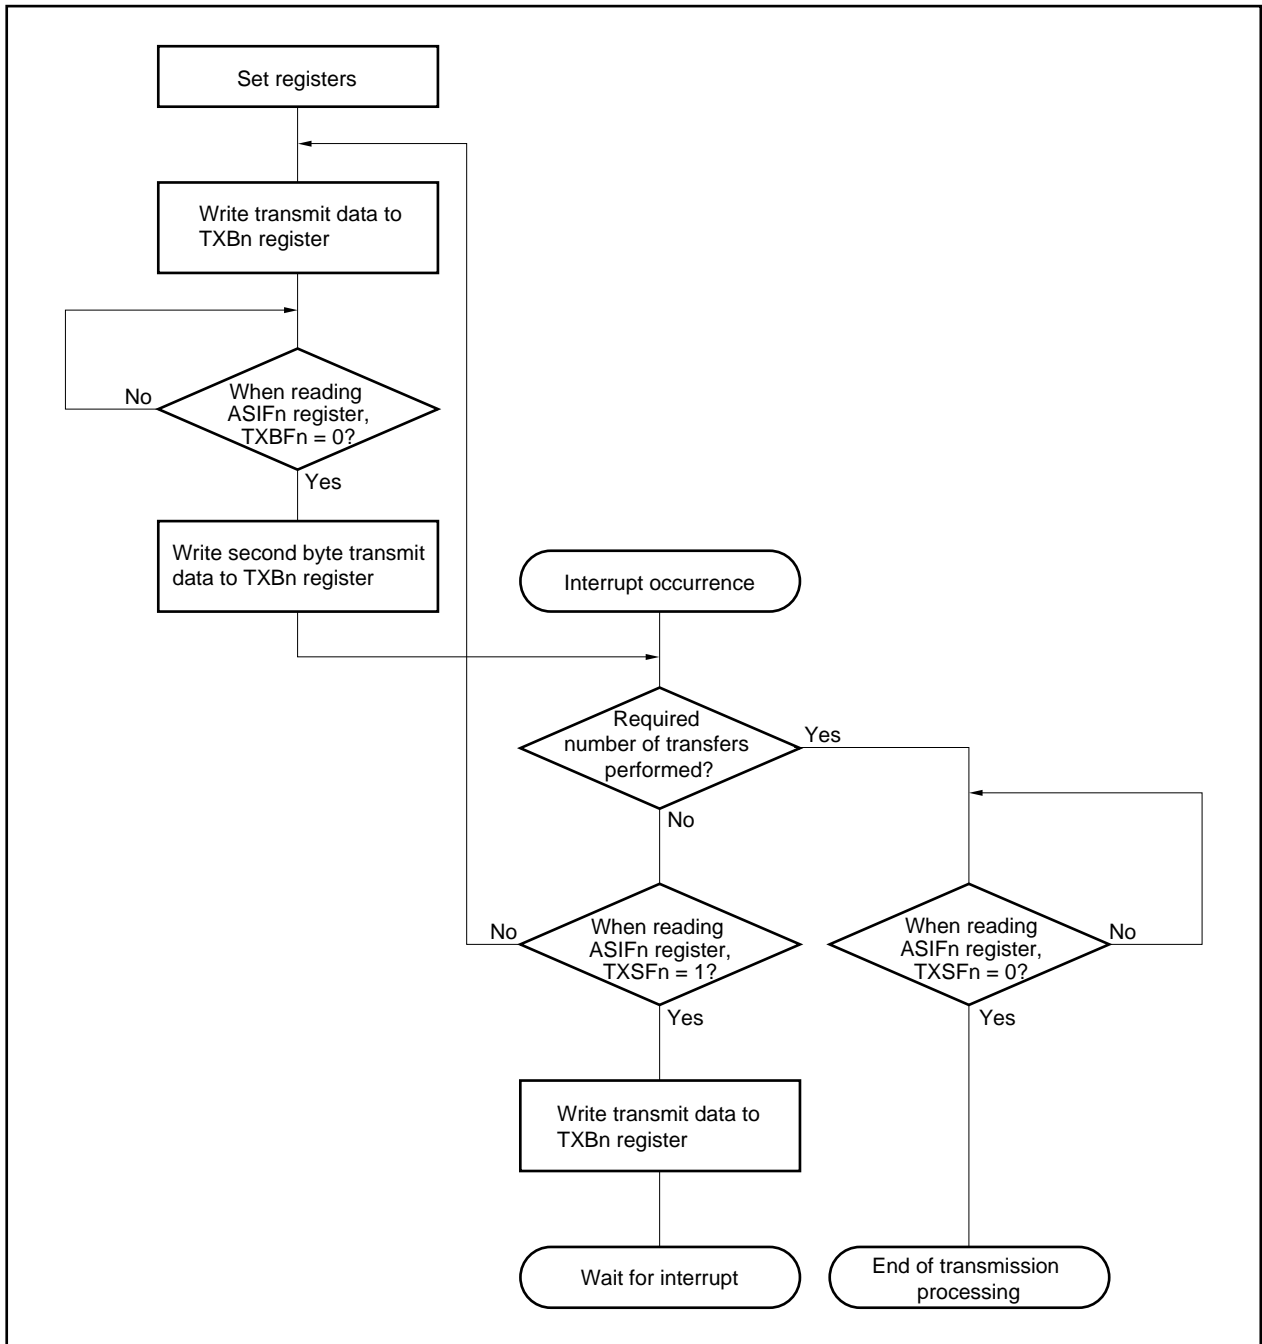 Set registers
Write transmit data to
TXBn register
No
When reading
ASIFn register,
TXBFn = 0?
Yes
Write second byte transmit
data to TXBn register
Interrupt occurrence
Required
number of transfers
performed?
Yes
No
No
When reading
ASIFn register,
TXSFn = 1?
Yes
When reading
ASIFn register,
TXSFn = 0?
No
Yes
Write transmit data to
TXBn register
Wait for interrupt
End of transmission
processing